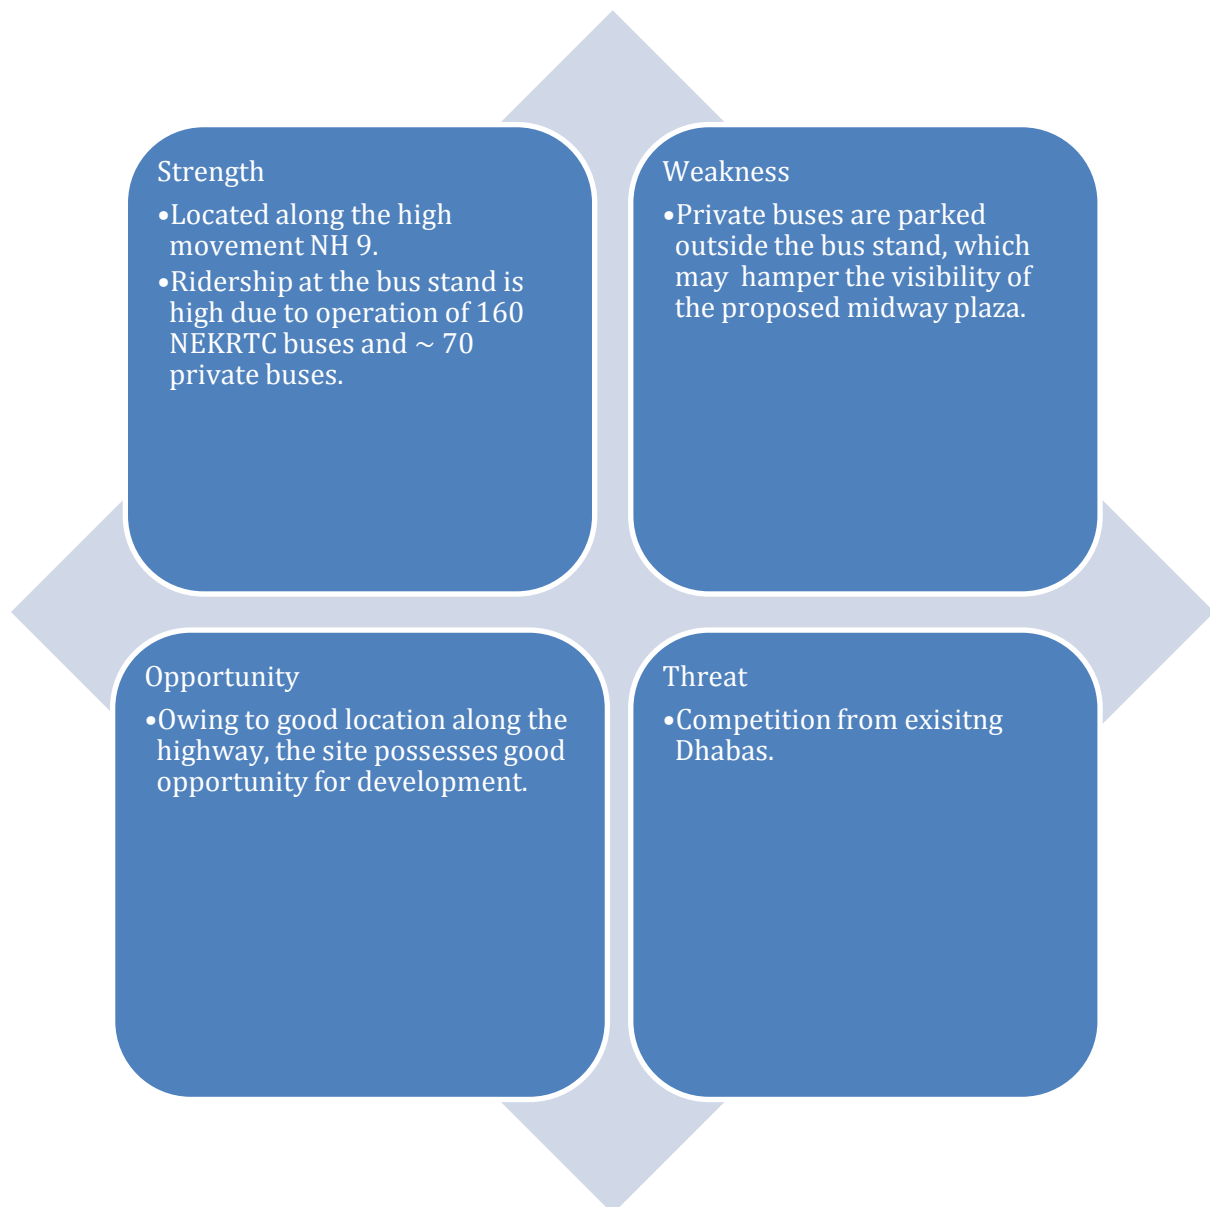 Strength
•Located along the high
movement NH 9.
•Ridership at the bus stand is
high due to operation of 160
NEKRTC buses and ~ 70
private buses.
Weakness
•Private buses are parked
outside the bus stand, which
may  hamper the visibility of
the proposed midway plaza.
Opportunity
•Owing to good location along the
highway, the site possesses good
opportunity for development.
Threat
•Competition from exisitng
Dhabas.